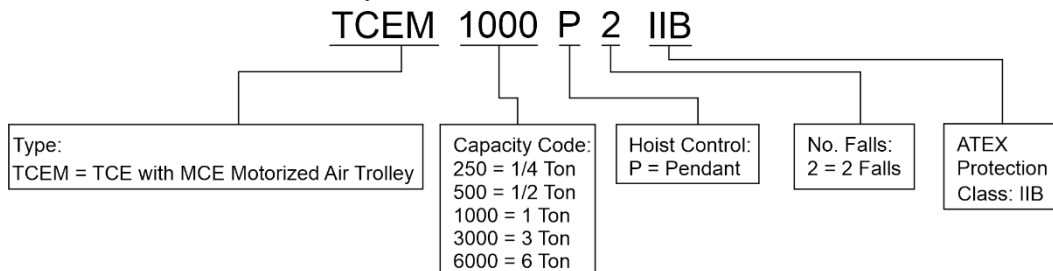 TCEM 1000 P 2 IIB
Type:
TCEM = TCE with MCE Motorized Air Trolley
Capacity Code:
250 = 1/4 Ton
500 = 1/2 Ton
1000 = 1 Ton
3000 = 3 Ton
6000 = 6 Ton
Hoist Control:
P = Pendant
No. Falls:
2 = 2 Falls
ATEX
Protection
Class: IIB